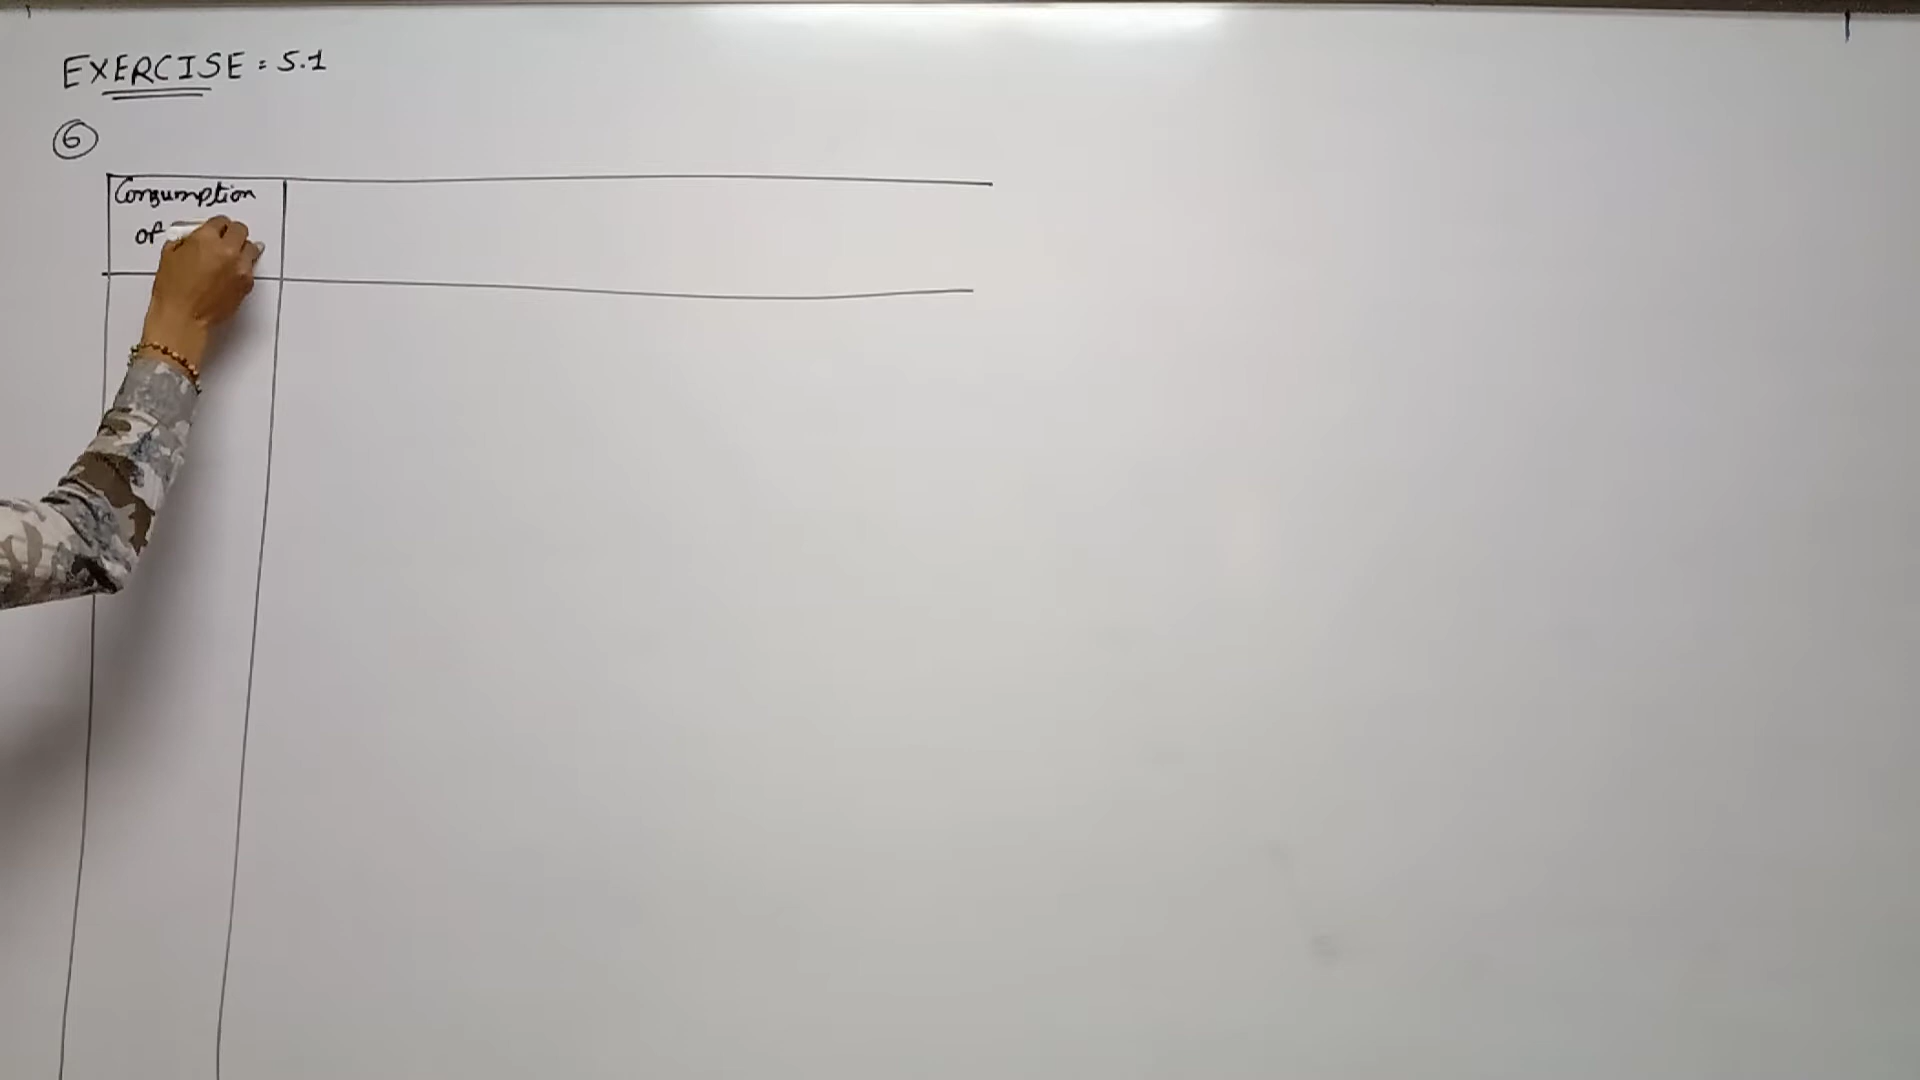 EXERCISE = 5.1
6
Consumption
of